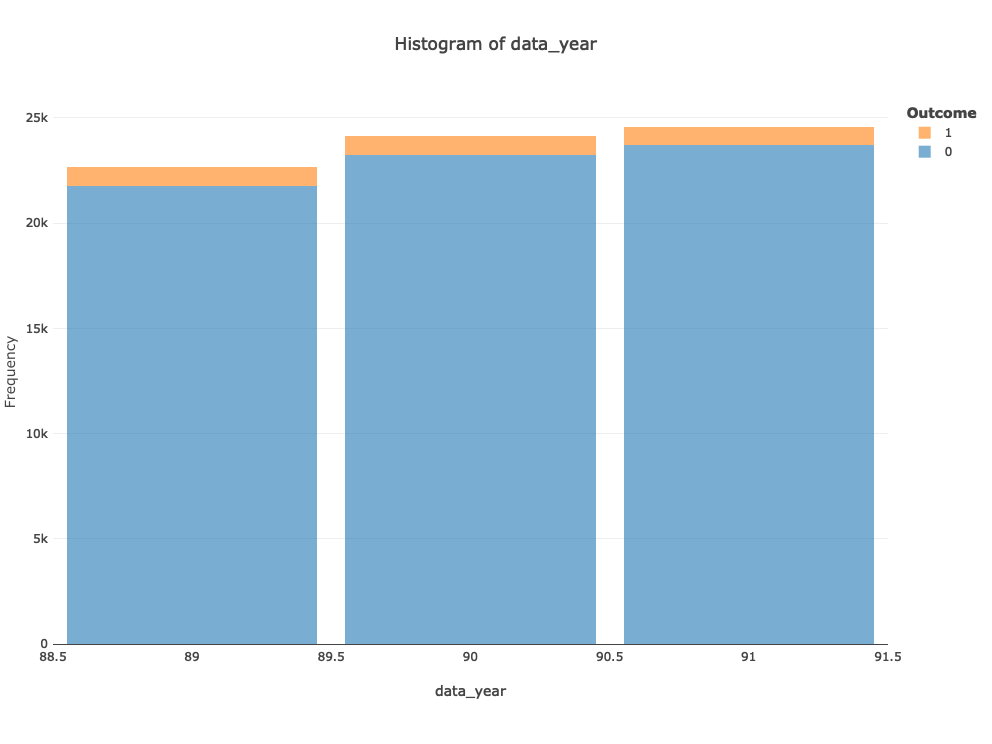 Histogram of data_year
Outcome
1
0
25k
20k
15k
10k
5k
0
Frequency
88.5
89
89.5
90
90.5
91
91.5
data_year